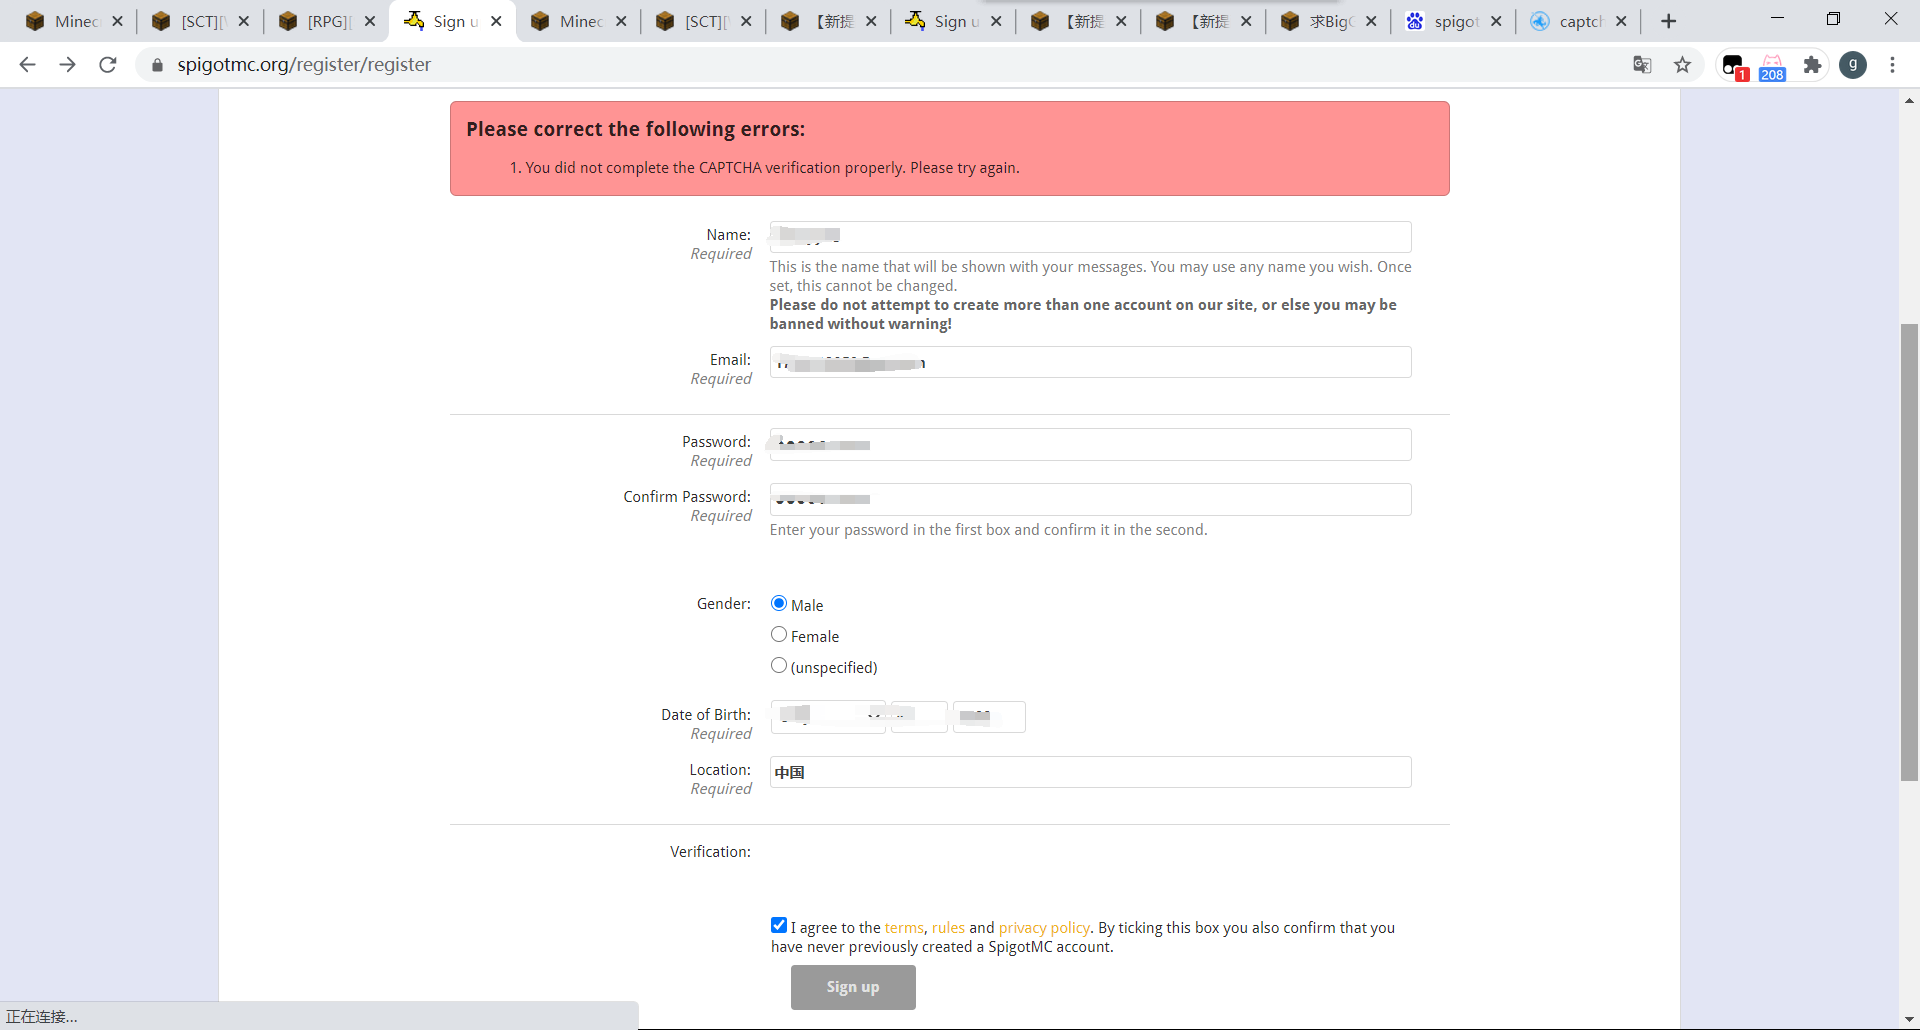 Minec
[SCT][
[RPG][
Sign u
Minec
[SCT][
【新提
Sign u
【新提
【新提
求Big
spigot
captch
spigotmc.org/register/register
1
208
g
Please correct the following errors:
1. You did not complete the CAPTCHA verification properly. Please try again.
Name:
Required
This is the name that will be shown with your messages. You may use any name you wish. Once
set, this cannot be changed.
Please do not attempt to create more than one account on our site, or else you may be
banned without warning!
Email:
Required
Password:
Required
Confirm Password:
Required
Enter your password in the first box and confirm it in the second.
Gender:
Male
Female
(unspecified)
Date of Birth:
Required
Location:
Required
中国
Verification:
I agree to the terms, rules and privacy policy. By ticking this box you also confirm that you
have never previously created a SpigotMC account.
Sign up
正在连接...